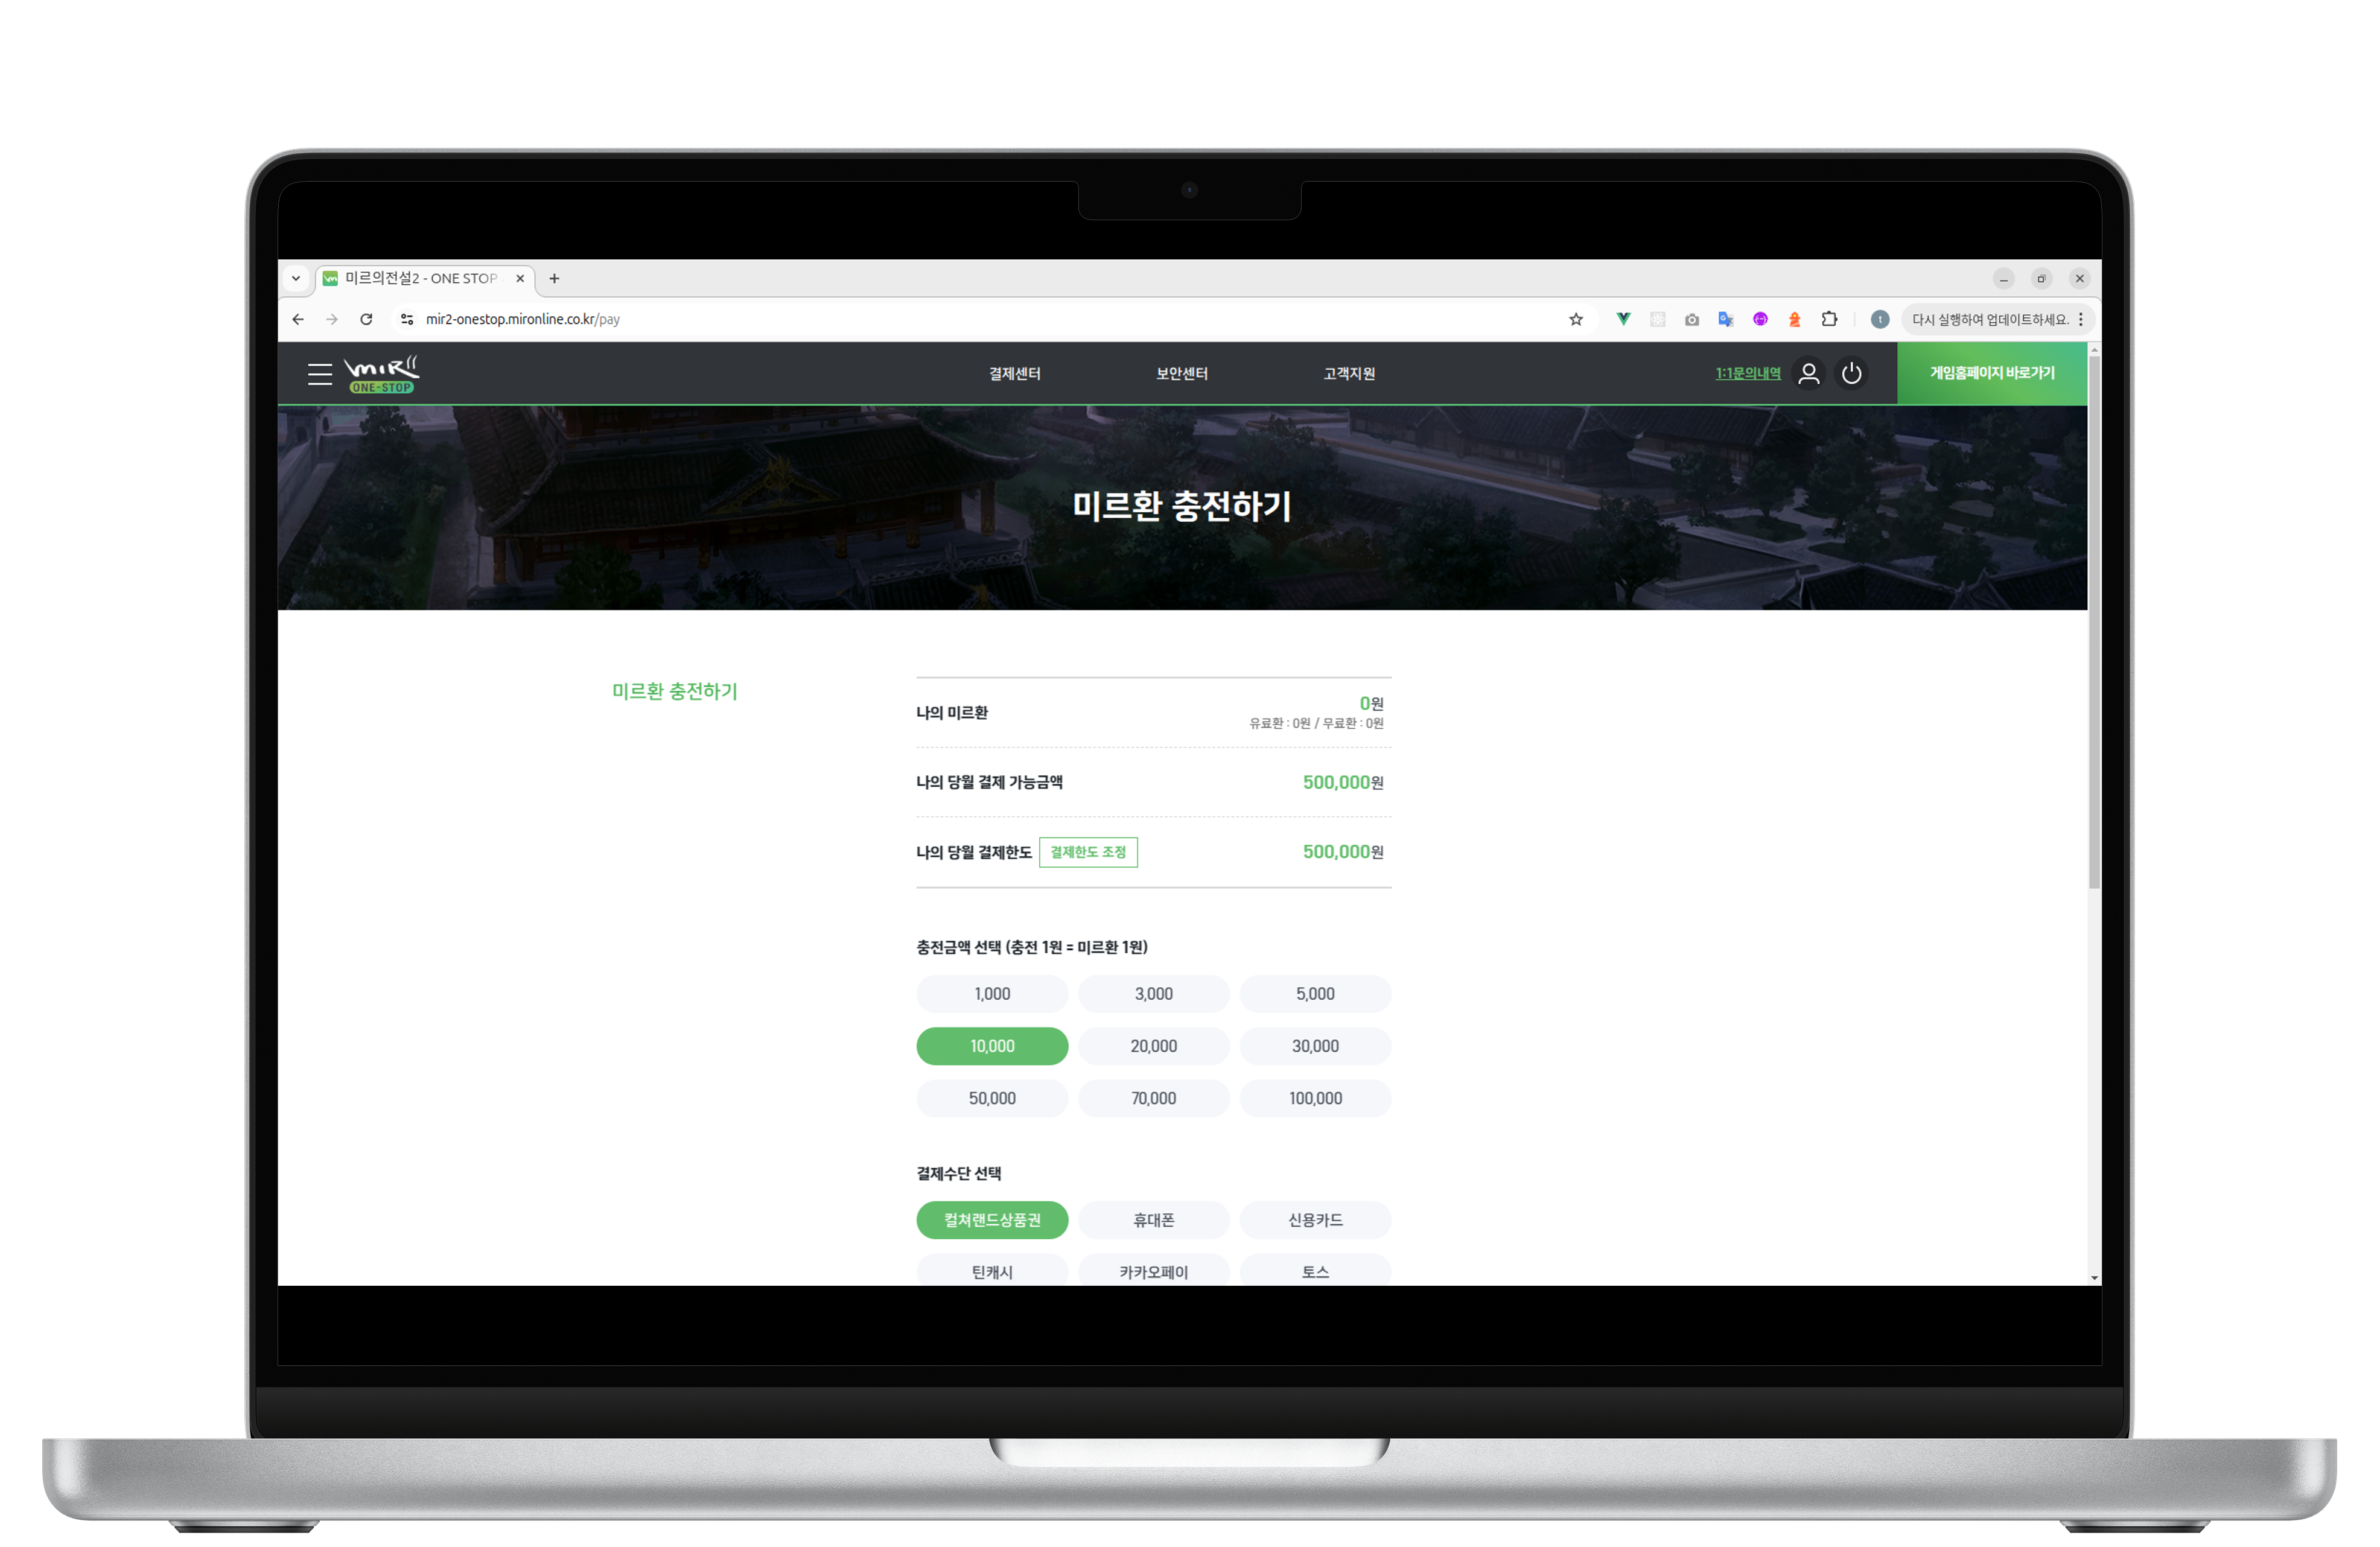 미르의전설2 - ONE STOP
mir2-onestop.mironline.co.kr/pay
다시 실행하여 업데이트하세요.
MIR
ONE-STOP
결제센터
보안센터
고객지원
1:1문의내역
게임홈페이지 바로가기
미르환 충전하기
미르환 충전하기
나의 미르환
0원
유료환 : 0원 / 무료환 : 0원
나의 당월 결제 가능금액
500,000원
나의 당월 결제한도
결제한도 조정
500,000원
충전금액 선택 (충전 1원 = 미르환 1원)
1,000
3,000
5,000
10,000
20,000
30,000
50,000
70,000
100,000
결제수단 선택
컬쳐랜드상품권
휴대폰
신용카드
틴캐시
카카오페이
토스